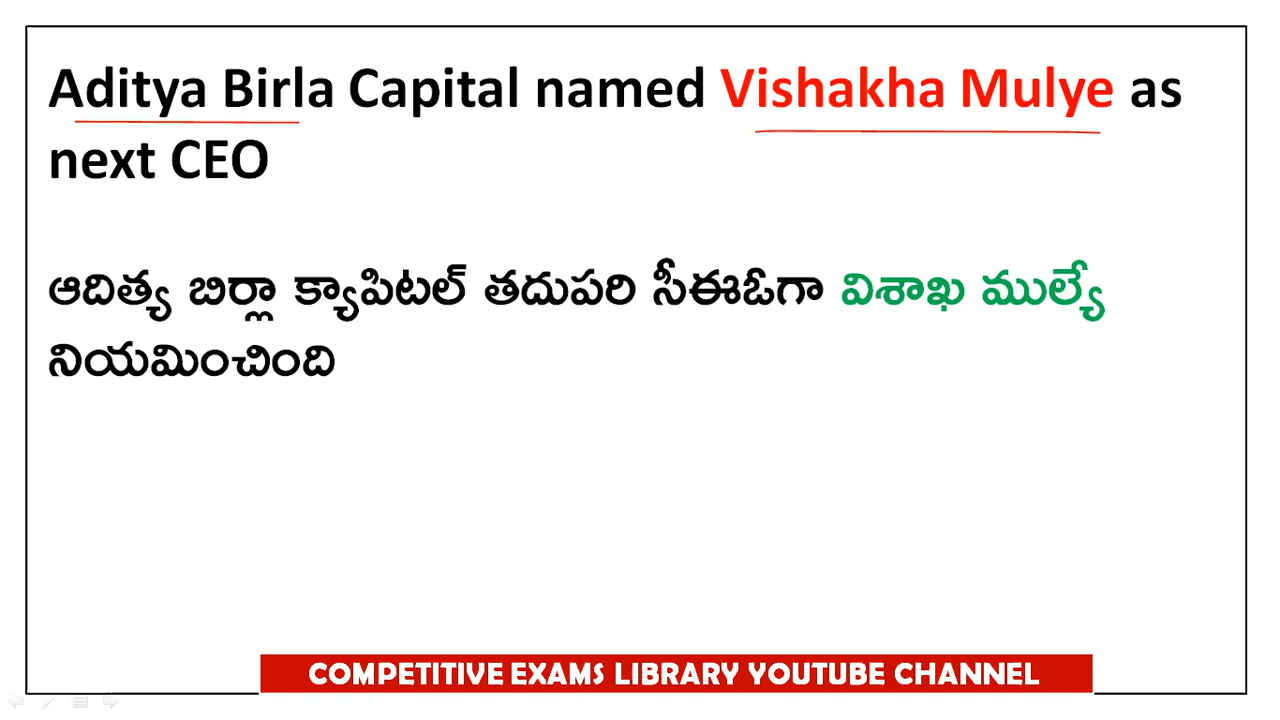 Aditya Birla Capital named Vishakha Mulye as
next CEO
ఆదిత్య బిర్లా క్యాపిటల్ తదుపరి సీఈఓగా విశాఖ ముల్యే
నియమించింది
COMPETITIVE EXAMS LIBRARY YOUTUBE CHANNEL